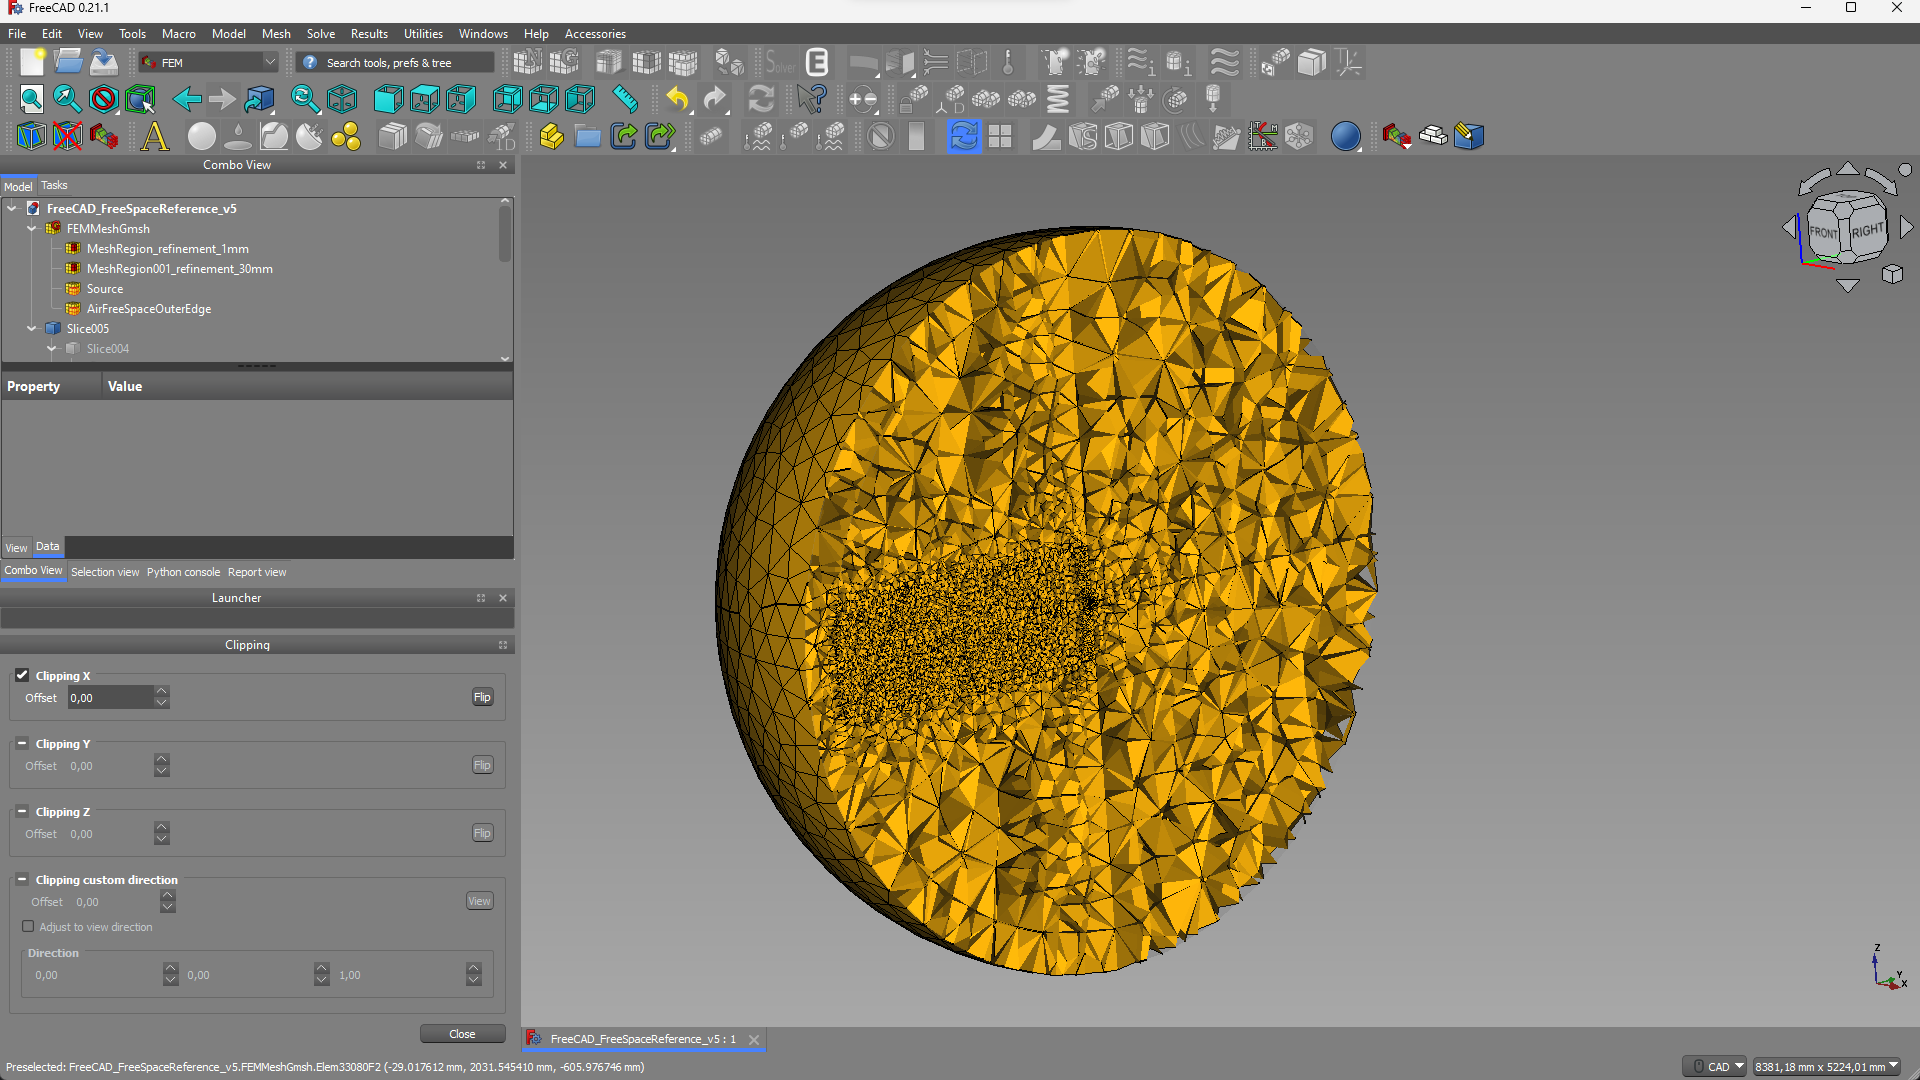 FreeCAD 0.21.1
File Edit View Tools Macro Model Mesh Solve Results Utilities Windows Help Accessories
FEM
Search tools, prefs & tree
Solver
E
D
A
1D
Combo View
Model Tasks
FreeCAD_FreeSpaceReference_v5
FEMMeshGmsh
MeshRegion_refinement_1mm
MeshRegion001_refinement_30mm
Source
AirFreeSpaceOuterEdge
Slice005
Slice004
Property Value
View Data
Combo View Selection view Python console Report view
Launcher
Clipping
Clipping X
Offset 0,00 Flip
Clipping Y
Offset 0,00 Flip
Clipping Z
Offset 0,00 Flip
Clipping custom direction
Offset 0,00 View
Adjust to view direction
Direction
0,00 0,00 1,00
Close
FRONT RIGHT
Z
Y
X
FreeCAD_FreeSpaceReference_v5 : 1
Preselected: FreeCAD_FreeSpaceReference_v5.FEMMeshGmsh.Elem33080F2 (-29.017612 mm, 2031.545410 mm, -605.976746 mm)
CAD
8381,18 mm x 5224,01 mm